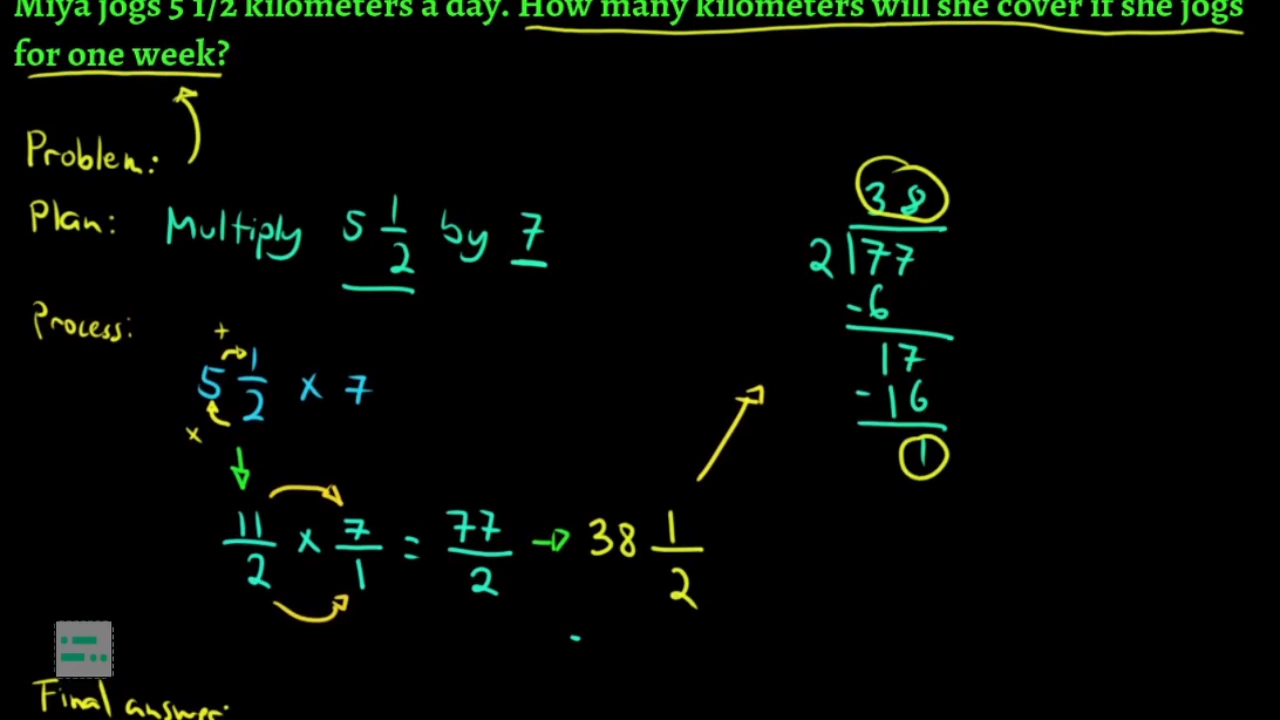 Miya jogs 5 1/2 kilometers a day. How many kilometers will she cover if she jogs
for one week?
Problem:
Plan: Multiply 5 1/2 by 7
Process:
+
5 1/2 x 7
x
11/2 x 7/1 = 77/2 → 38 1/2
38
2 77
-6
17
-16
1
Final answer: